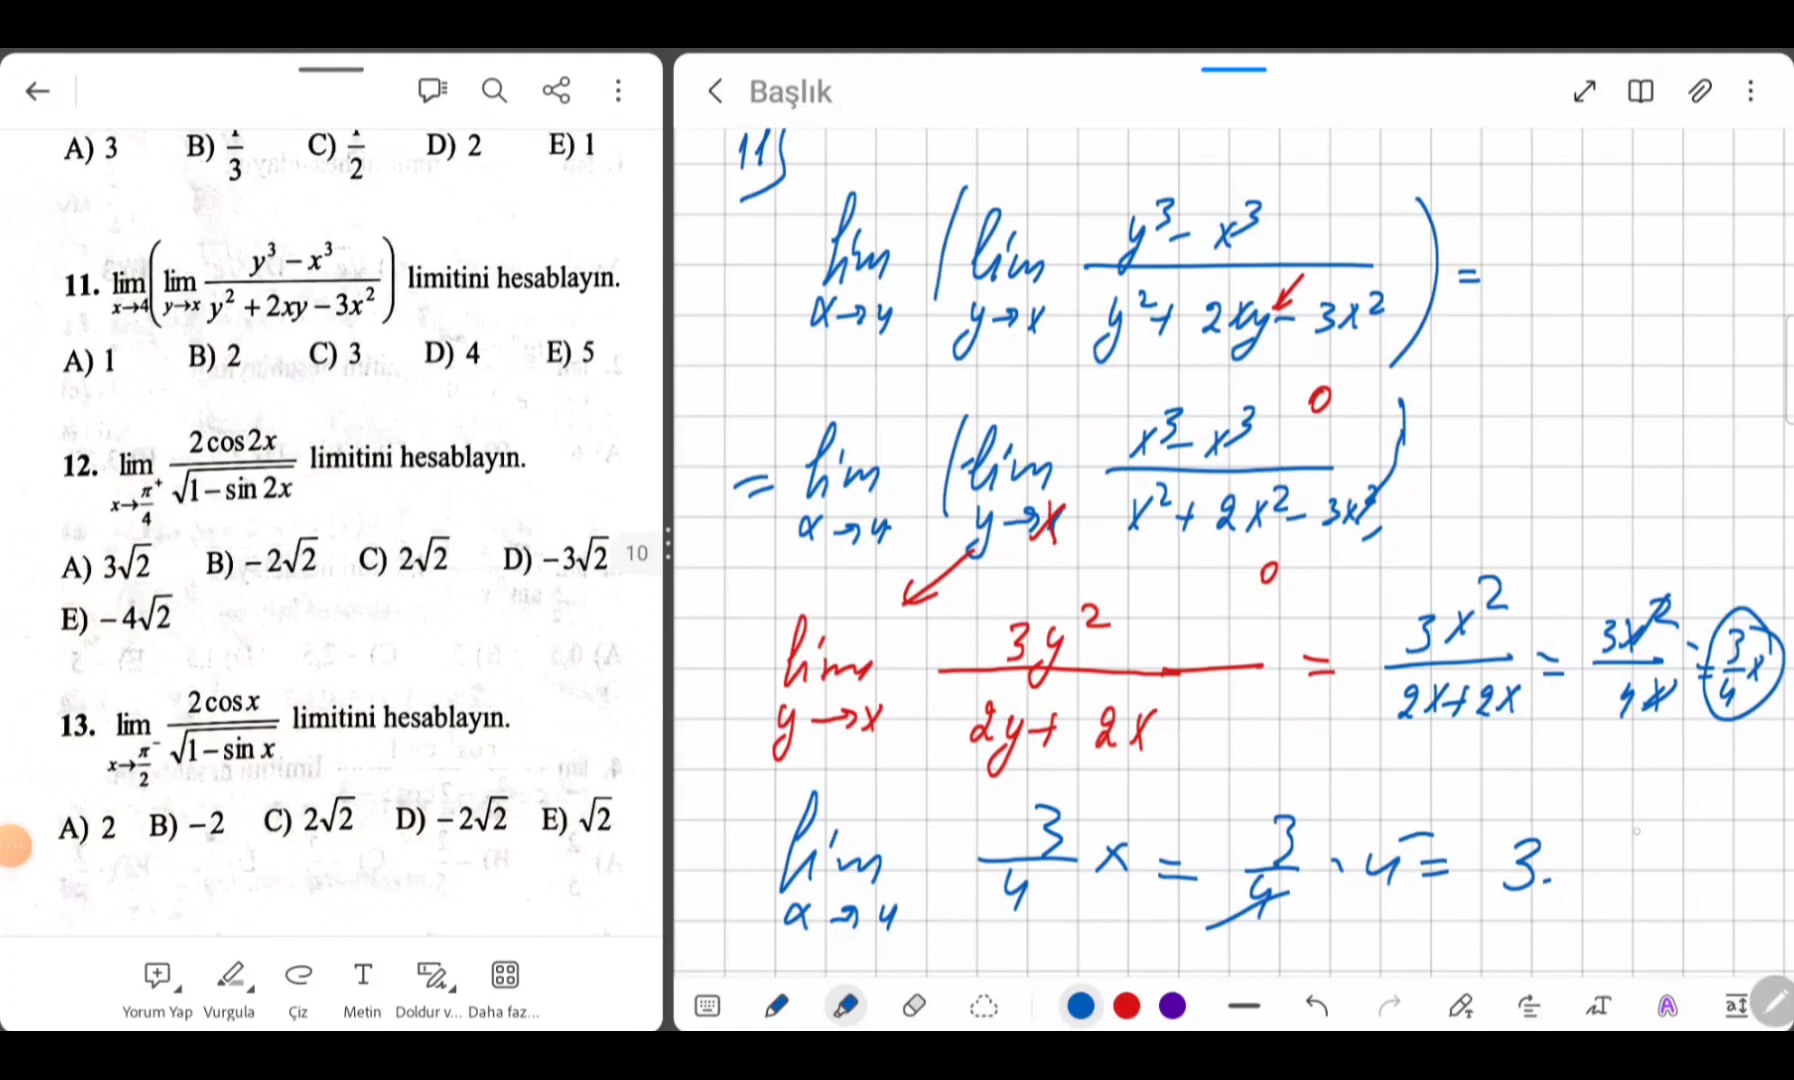 A) 3 B) 1/3 C) 1/2 D) 2 E) 1
11. lim x→4 ( lim y→x (y³ − x³)/(y² + 2xy − 3x²) ) limitini hesablayın.
A) 1 B) 2 C) 3 D) 4 E) 5
12. lim x→π/4⁺ 2cos2x/√(1−sin 2x) limitini hesablayın.
A) 3√2 B) −2√2 C) 2√2 D) −3√2
E) −4√2
10
13. lim x→π/2⁻ 2cosx/√(1−sin x) limitini hesablayın.
A) 2 B) −2 C) 2√2 D) −2√2 E) √2
Yorum Yap Vurgula Çiz Metin Doldur v... Daha faz...
T
Başlık
11)
lim x→4 ( lim y→x (y³ − x³)/(y² + 2xy − 3x²) ) =
0
= lim x→4 ( lim y→x (x³ − x³)/(x² + 2x² − 3x²) )
0
lim y→x 3y²/(2y + 2x) = 3x²/(2x+2x) = 3x²/4x = 3/4 x
lim x→4 3/4 x = 3/4 · 4 = 3.